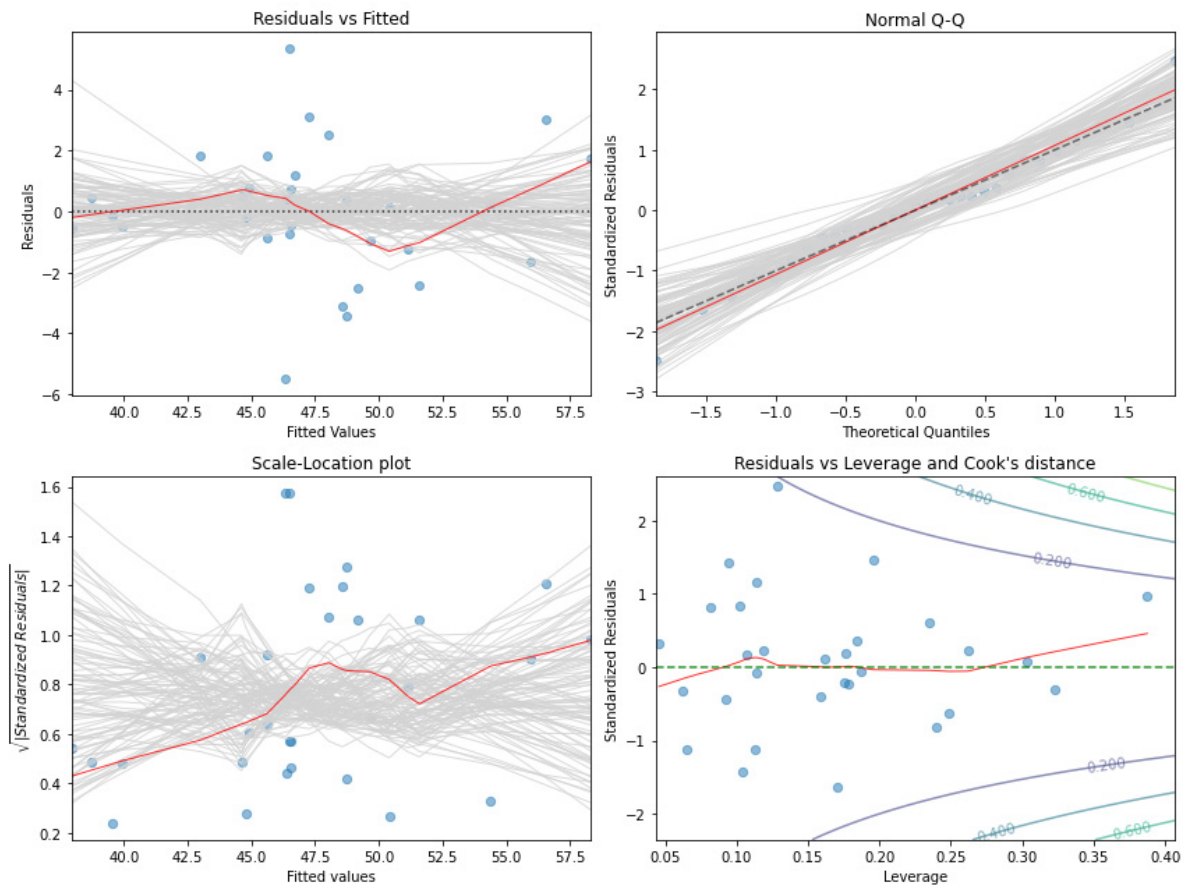 Residuals vs Fitted
Residuals
4
2
0
−2
−4
−6
40.0 42.5 45.0 47.5 50.0 52.5 55.0 57.5
Fitted Values
Normal Q-Q
Standardized Residuals
2
1
0
−1
−2
−3
−1.5 −1.0 −0.5 0.0 0.5 1.0 1.5
Theoretical Quantiles
Scale-Location plot
√|Standardized Residuals|
1.6
1.4
1.2
1.0
0.8
0.6
0.4
0.2
40.0 42.5 45.0 47.5 50.0 52.5 55.0 57.5
Fitted values
Residuals vs Leverage and Cook's distance
Standardized Residuals
2
1
0
−1
−2
0.400
0.600
0.200
0.200
0.400
0.600
0.05 0.10 0.15 0.20 0.25 0.30 0.35 0.40
Leverage